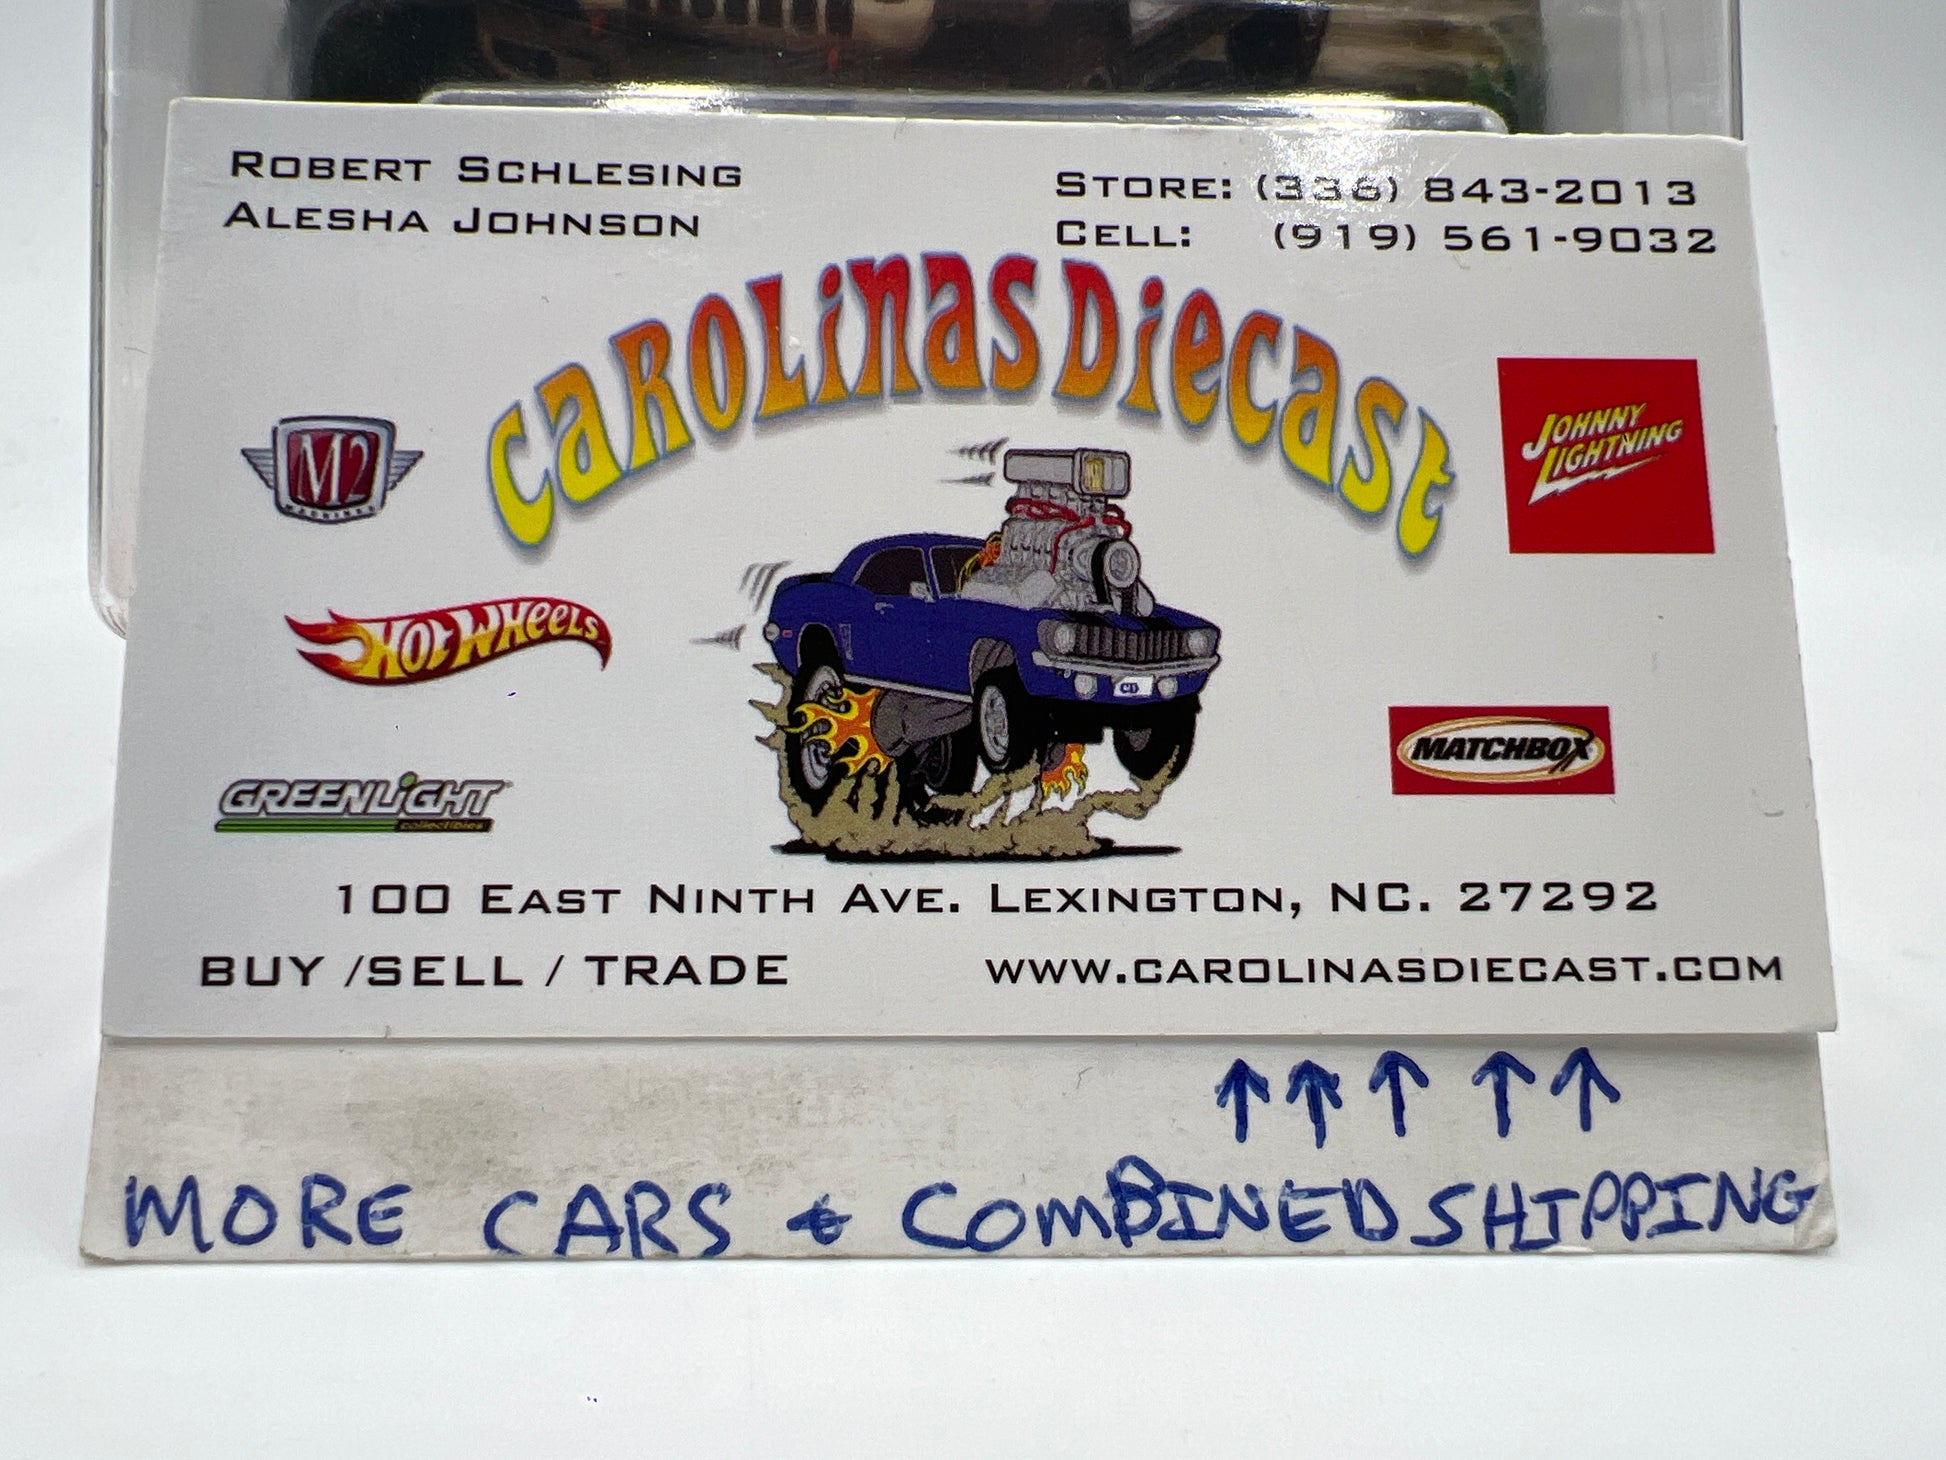 ROBERT SCHLESING
ALESHA JOHNSON
STORE: (336) 843-2013
CELL: (919) 561-9032
CAROLINAS DIECAST
M2
MACHINES
JOHNNY LIGHTNING
HOT WHEELS
CD
MATCHBOX
GREENLIGHT
collectibles
100 EAST NINTH AVE. LEXINGTON, NC. 27292
BUY /SELL / TRADE
WWW.CAROLINASDIECAST.COM
↑↑↑↑↑
MORE CARS & COMBINED SHIPPING